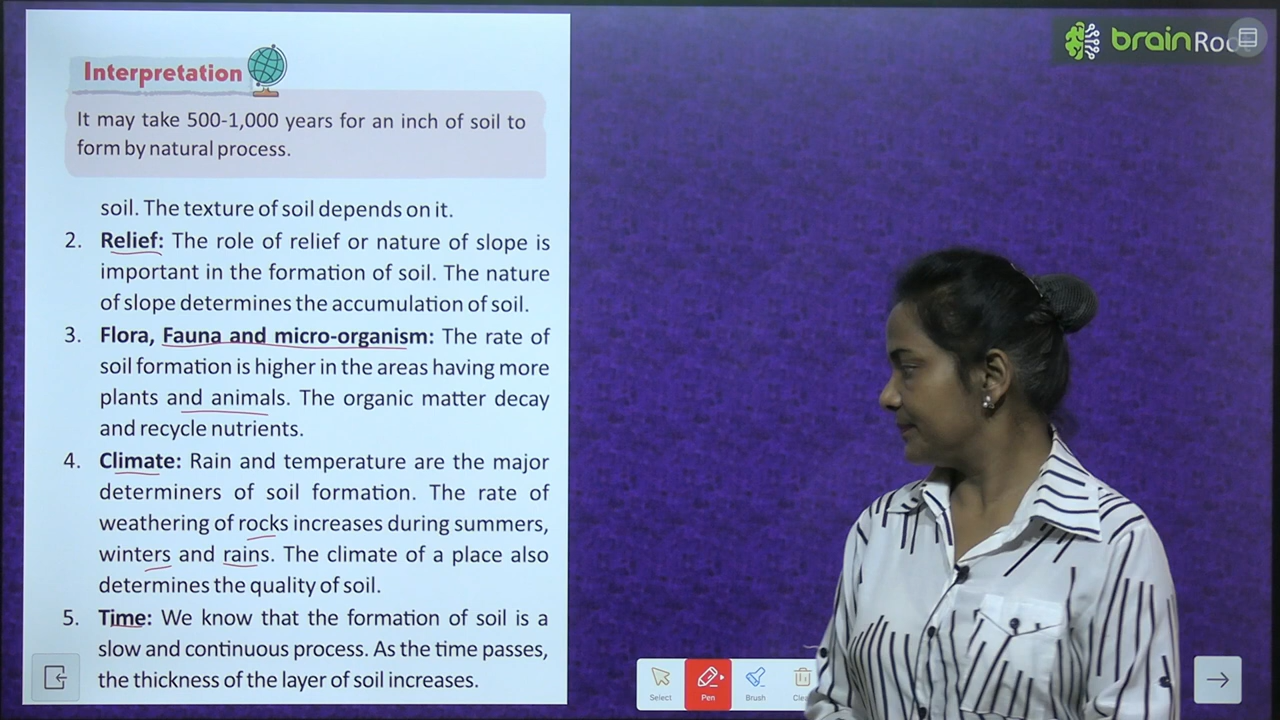 Interpretation
It may take 500-1,000 years for an inch of soil to
form by natural process.
soil. The texture of soil depends on it.
2. Relief: The role of relief or nature of slope is
important in the formation of soil. The nature
of slope determines the accumulation of soil.
3. Flora, Fauna and micro-organism: The rate of
soil formation is higher in the areas having more
plants and animals. The organic matter decay
and recycle nutrients.
4. Climate: Rain and temperature are the major
determiners of soil formation. The rate of
weathering of rocks increases during summers,
winters and rains. The climate of a place also
determines the quality of soil.
5. Time: We know that the formation of soil is a
slow and continuous process. As the time passes,
the thickness of the layer of soil increases.
brain
Select Pen Brush